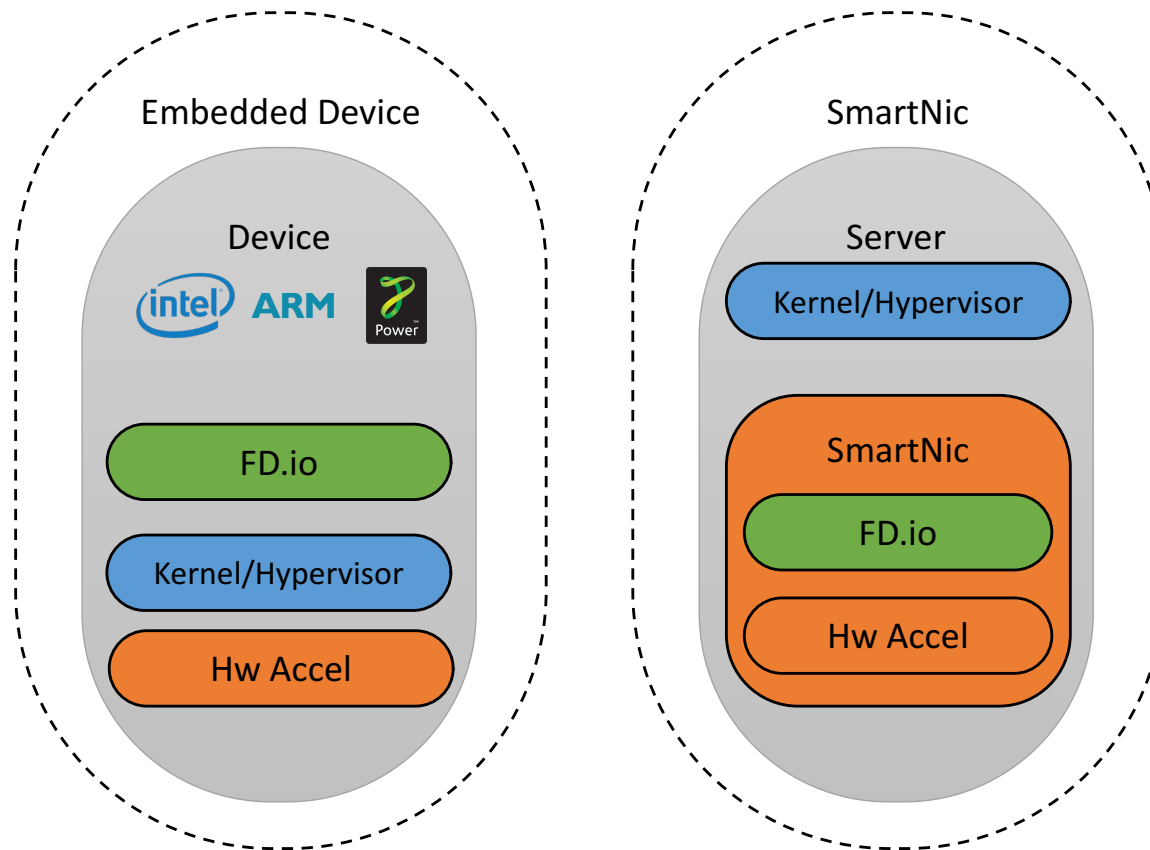 Embedded Device
Device
intel
ARM
Power
FD.io
Kernel/Hypervisor
Hw Accel
SmartNic
Server
Kernel/Hypervisor
SmartNic
FD.io
Hw Accel